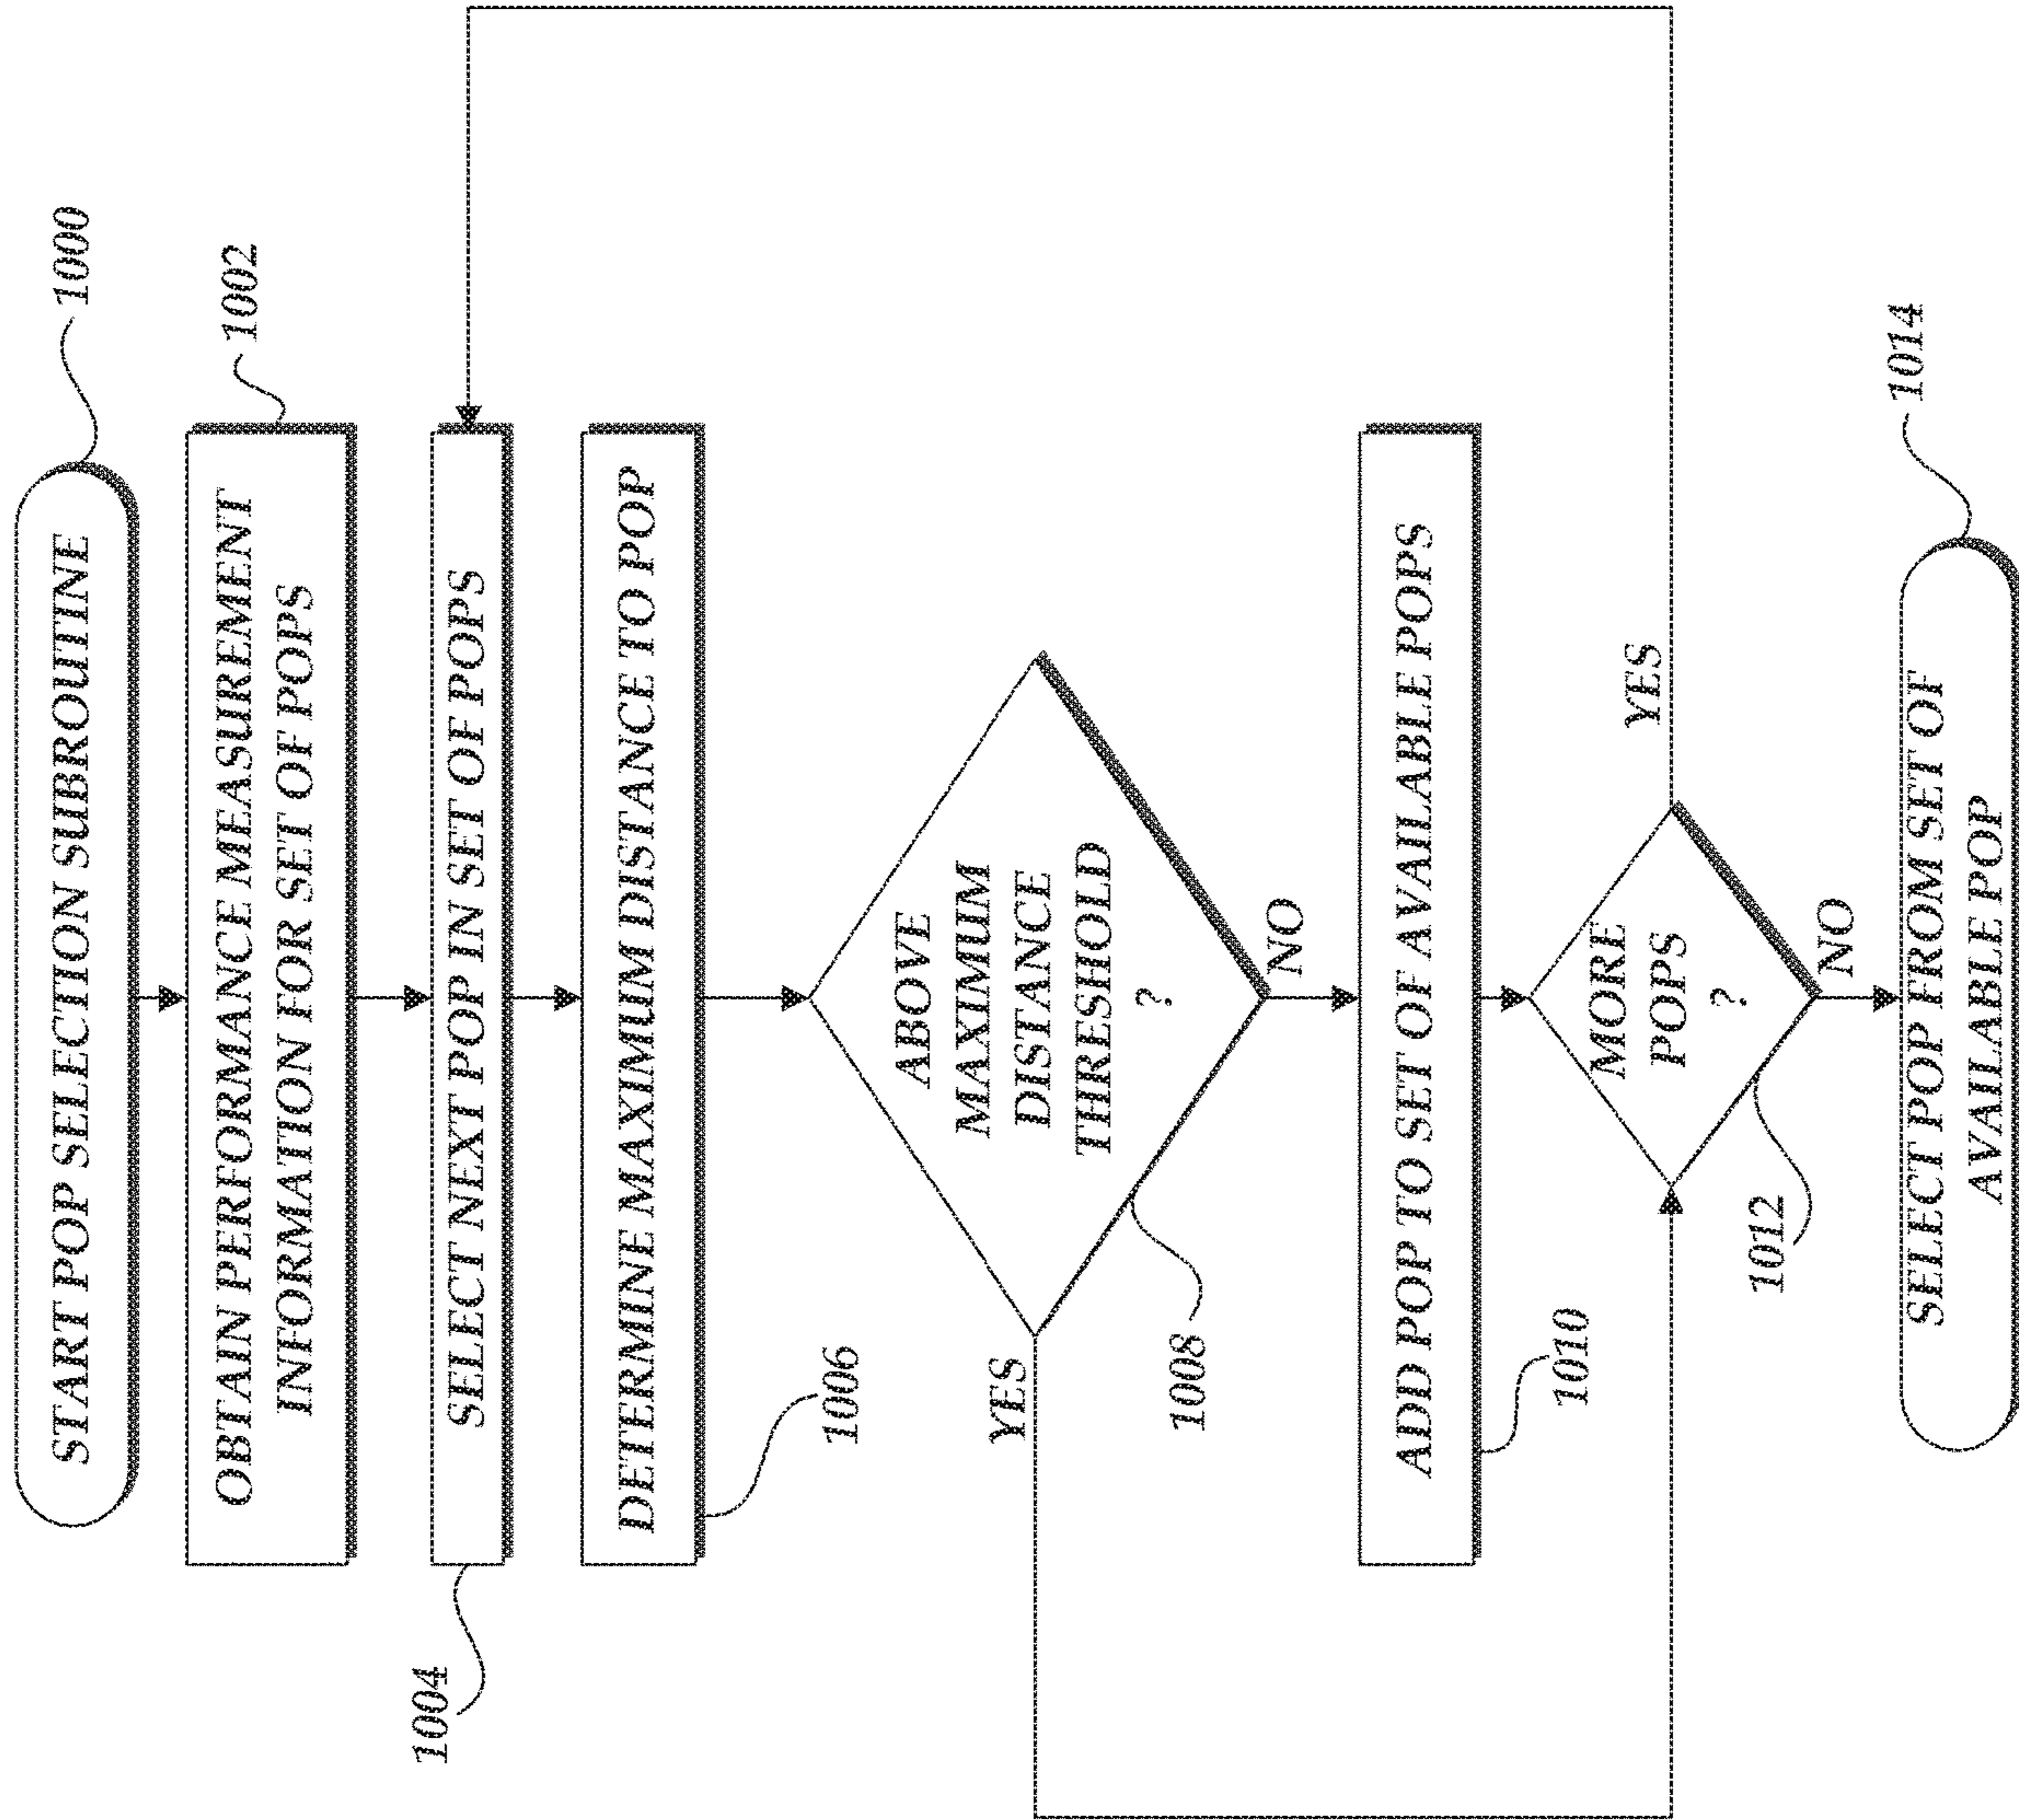 START POP SELECTION SUBROUTINE
1000
OBTAIN PERFORMANCE MEASUREMENT
INFORMATION FOR SET OF POPS
1002
SELECT NEXT POP IN SET OF POPS
1004
DETERMINE MAXIMUM DISTANCE TO POP
1006
ABOVE
MAXIMUM
DISTANCE
THRESHOLD
?
1008
YES
NO
ADD POP TO SET OF AVAILABLE POPS
1010
MORE
POPS
?
1012
YES
NO
SELECT POP FROM SET OF
AVAILABLE POP
1014